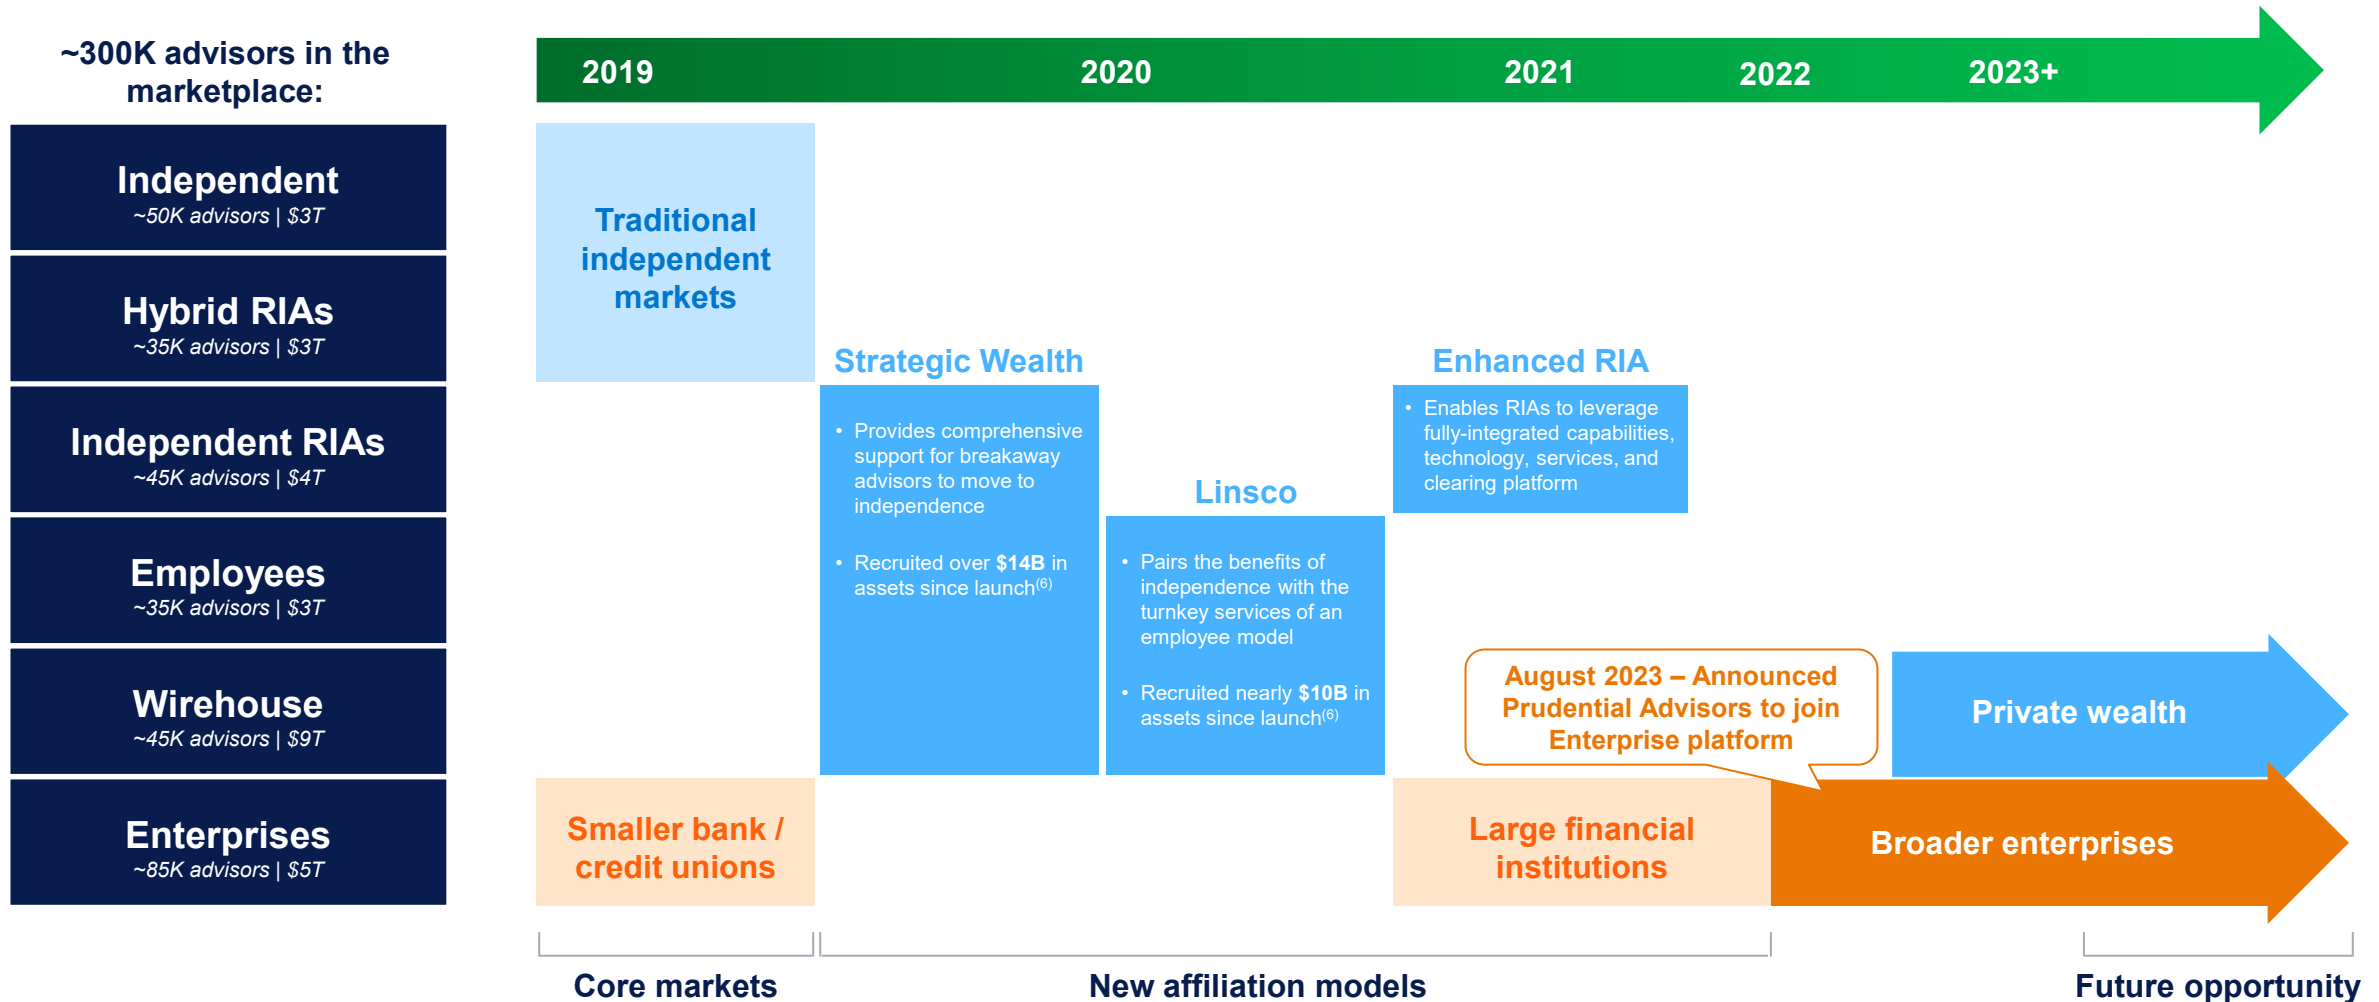 ~300K advisors in the
marketplace:
Independent
~50K advisors | $3T
Hybrid RIAs
~35K advisors | $3T
Independent RIAs
~45K advisors | $4T
Employees
~35K advisors | $3T
Wirehouse
~45K advisors | $9T
Enterprises
~85K advisors | $5T
2019
2020
2021
2022
2023+
Traditional
independent
markets
Strategic Wealth
• Provides comprehensive
support for breakaway
advisors to move to
independence
• Recruited over $14B in
assets since launch(6)
Linsco
• Pairs the benefits of
independence with the
turnkey services of an
employee model
• Recruited nearly $10B in
assets since launch(6)
Enhanced RIA
• Enables RIAs to leverage
fully-integrated capabilities,
technology, services, and
clearing platform
August 2023 – Announced
Prudential Advisors to join
Enterprise platform
Private wealth
Smaller bank /
credit unions
Large financial
institutions
Broader enterprises
Core markets
New affiliation models
Future opportunity